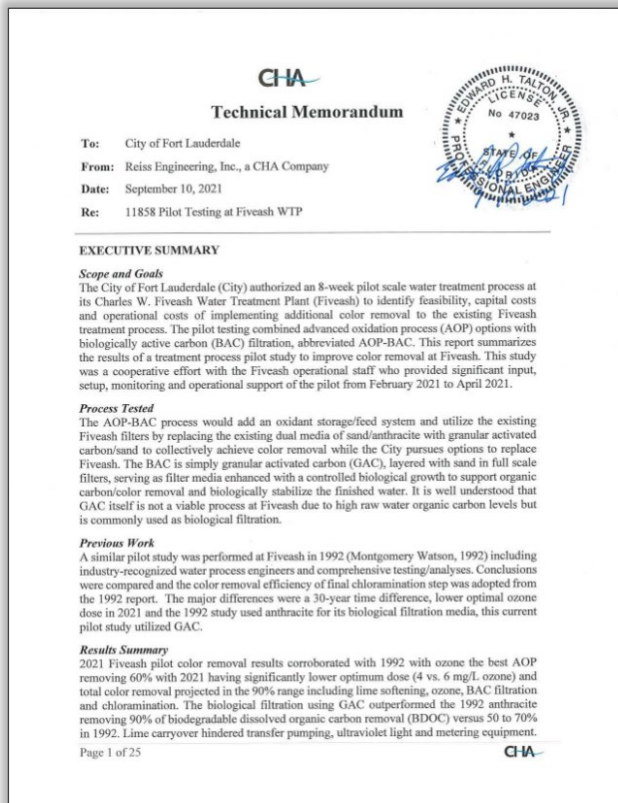 CHA
Technical Memorandum
EDWARD H. TALTON, JR.
LICENSE
No 47023
STATE OF
FLORIDA
PROFESSIONAL ENGINEER
To: City of Fort Lauderdale
From: Reiss Engineering, Inc., a CHA Company
Date: September 10, 2021
Re: 11858 Pilot Testing at Fiveash WTP
EXECUTIVE SUMMARY
Scope and Goals
The City of Fort Lauderdale (City) authorized an 8-week pilot scale water treatment process at
its Charles W. Fiveash Water Treatment Plant (Fiveash) to identify feasibility, capital costs
and operational costs of implementing additional color removal to the existing Fiveash
treatment process. The pilot testing combined advanced oxidation process (AOP) options with
biologically active carbon (BAC) filtration, abbreviated AOP-BAC. This report summarizes
the results of a treatment process pilot study to improve color removal at Fiveash. This study
was a cooperative effort with the Fiveash operational staff who provided significant input,
setup, monitoring and operational support of the pilot from February 2021 to April 2021.
Process Tested
The AOP-BAC process would add an oxidant storage/feed system and utilize the existing
Fiveash filters by replacing the existing dual media of sand/anthracite with granular activated
carbon/sand to collectively achieve color removal while the City pursues options to replace
Fiveash. The BAC is simply granular activated carbon (GAC), layered with sand in full scale
filters, serving as filter media enhanced with a controlled biological growth to support organic
carbon/color removal and biologically stabilize the finished water. It is well understood that
GAC itself is not a viable process at Fiveash due to high raw water organic carbon levels but
is commonly used as biological filtration.
Previous Work
A similar pilot study was performed at Fiveash in 1992 (Montgomery Watson, 1992) including
industry-recognized water process engineers and comprehensive testing/analyses. Conclusions
were compared and the color removal efficiency of final chloramination step was adopted from
the 1992 report. The major differences were a 30-year time difference, lower optimal ozone
dose in 2021 and the 1992 study used anthracite for its biological filtration media, this current
pilot study utilized GAC.
Results Summary
2021 Fiveash pilot color removal results corroborated with 1992 with ozone the best AOP
removing 60% with 2021 having significantly lower optimum dose (4 vs. 6 mg/L ozone) and
total color removal projected in the 90% range including lime softening, ozone, BAC filtration
and chloramination. The biological filtration using GAC outperformed the 1992 anthracite
removing 90% of biodegradable dissolved organic carbon removal (BDOC) versus 50 to 70%
in 1992. Lime carryover hindered transfer pumping, ultraviolet light and metering equipment.
Page 1 of 25
CHA